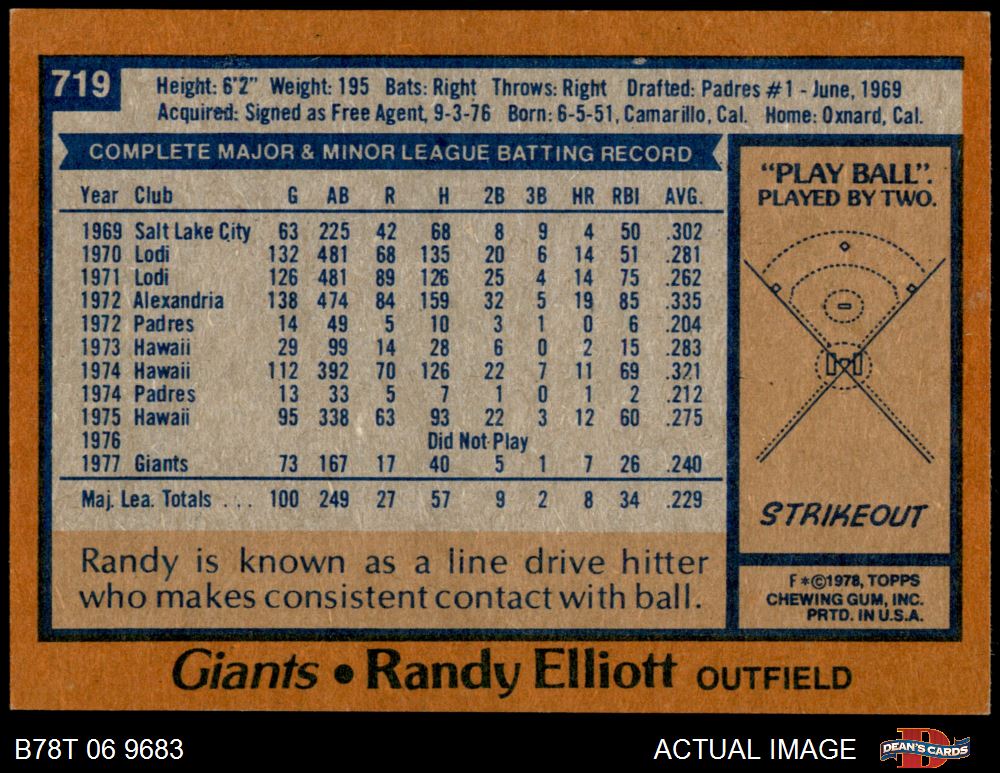 719
Height: 6'2" Weight: 195 Bats: Right Throws: Right Drafted: Padres #1 - June, 1969
Acquired: Signed as Free Agent, 9-3-76 Born: 6-5-51, Camarillo, Cal. Home: Oxnard, Cal.
COMPLETE MAJOR & MINOR LEAGUE BATTING RECORD
Year Club G AB R H 2B 3B HR RBI AVG.
1969 Salt Lake City 63 225 42 68 8 9 4 50 .302
1970 Lodi 132 481 68 135 20 6 14 51 .281
1971 Lodi 126 481 89 126 25 4 14 75 .262
1972 Alexandria 138 474 84 159 32 5 19 85 .335
1972 Padres 14 49 5 10 3 1 0 6 .204
1973 Hawaii 29 99 14 28 6 0 2 15 .283
1974 Hawaii 112 392 70 126 22 7 11 69 .321
1974 Padres 13 33 5 7 1 0 1 2 .212
1975 Hawaii 95 338 63 93 22 3 12 60 .275
1976 Did Not Play
1977 Giants 73 167 17 40 5 1 7 26 .240
Maj. Lea. Totals . . . 100 249 27 57 9 2 8 34 .229
Randy is known as a line drive hitter
who makes consistent contact with ball.
"PLAY BALL".
PLAYED BY TWO.
STRIKEOUT
F * © 1978, TOPPS
CHEWING GUM, INC.
PRTD. IN U.S.A.
Giants • Randy Elliott OUTFIELD
B78T 06 9683
ACTUAL IMAGE
DEAN'S CARDS